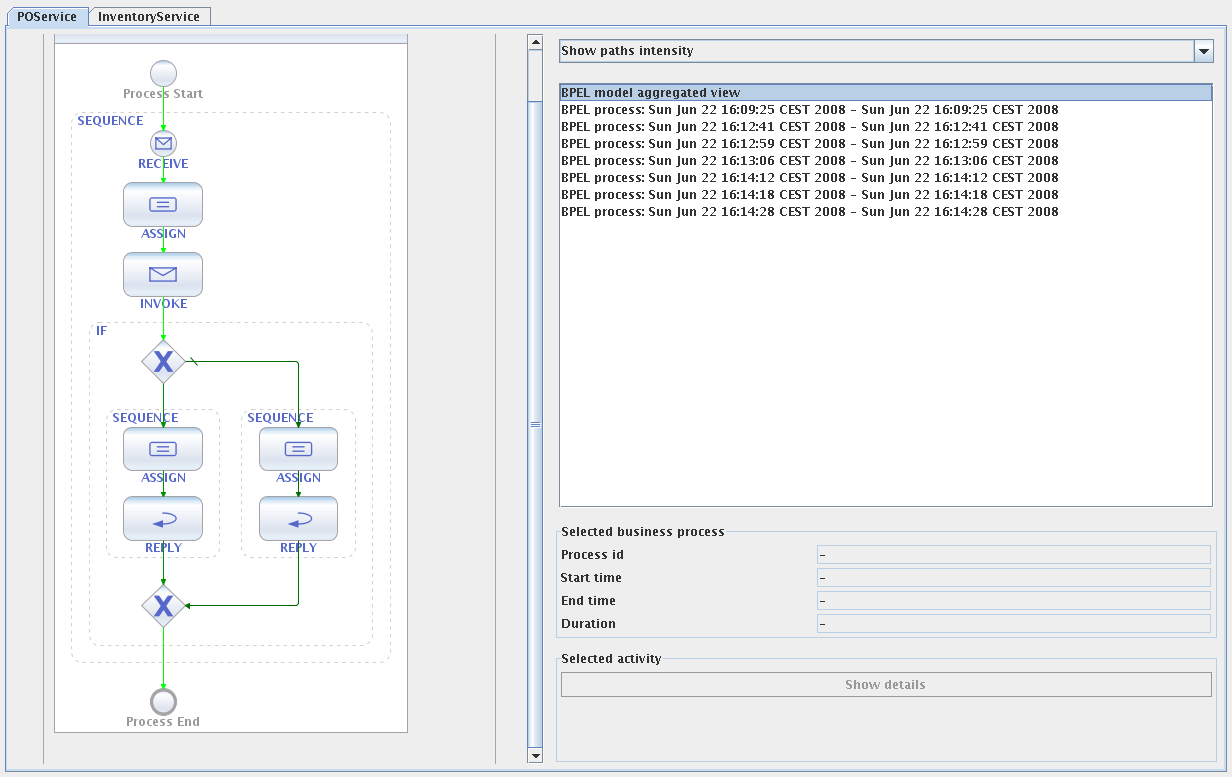 POService InventoryService
Process Start
SEQUENCE
RECEIVE
ASSIGN
INVOKE
IF
X
SEQUENCE SEQUENCE
ASSIGN ASSIGN
REPLY REPLY
X
Process End
Show paths intensity
BPEL model aggregated view
BPEL process: Sun Jun 22 16:09:25 CEST 2008 - Sun Jun 22 16:09:25 CEST 2008
BPEL process: Sun Jun 22 16:12:41 CEST 2008 - Sun Jun 22 16:12:41 CEST 2008
BPEL process: Sun Jun 22 16:12:59 CEST 2008 - Sun Jun 22 16:12:59 CEST 2008
BPEL process: Sun Jun 22 16:13:06 CEST 2008 - Sun Jun 22 16:13:06 CEST 2008
BPEL process: Sun Jun 22 16:14:12 CEST 2008 - Sun Jun 22 16:14:12 CEST 2008
BPEL process: Sun Jun 22 16:14:18 CEST 2008 - Sun Jun 22 16:14:18 CEST 2008
BPEL process: Sun Jun 22 16:14:28 CEST 2008 - Sun Jun 22 16:14:28 CEST 2008
Selected business process
Process id -
Start time -
End time -
Duration -
Selected activity
Show details